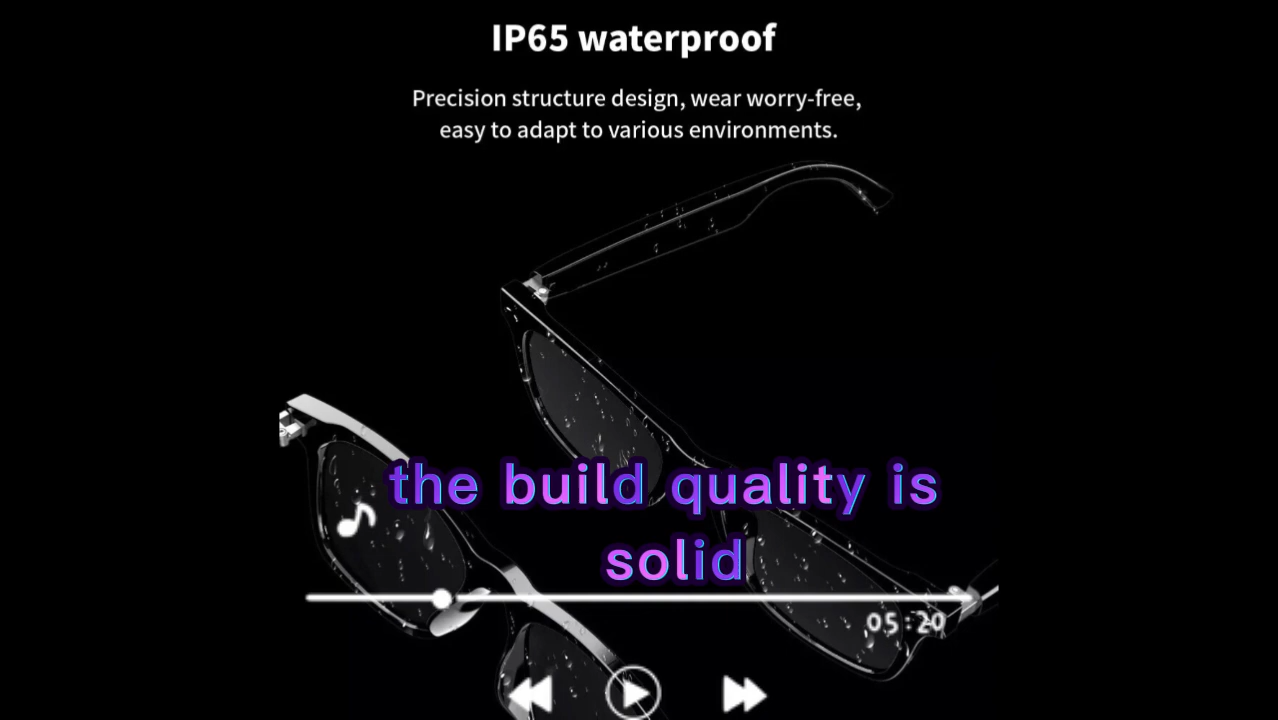 IP65 waterproof
Precision structure design, wear worry-free,
easy to adapt to various environments.
the build quality is
solid
05:20